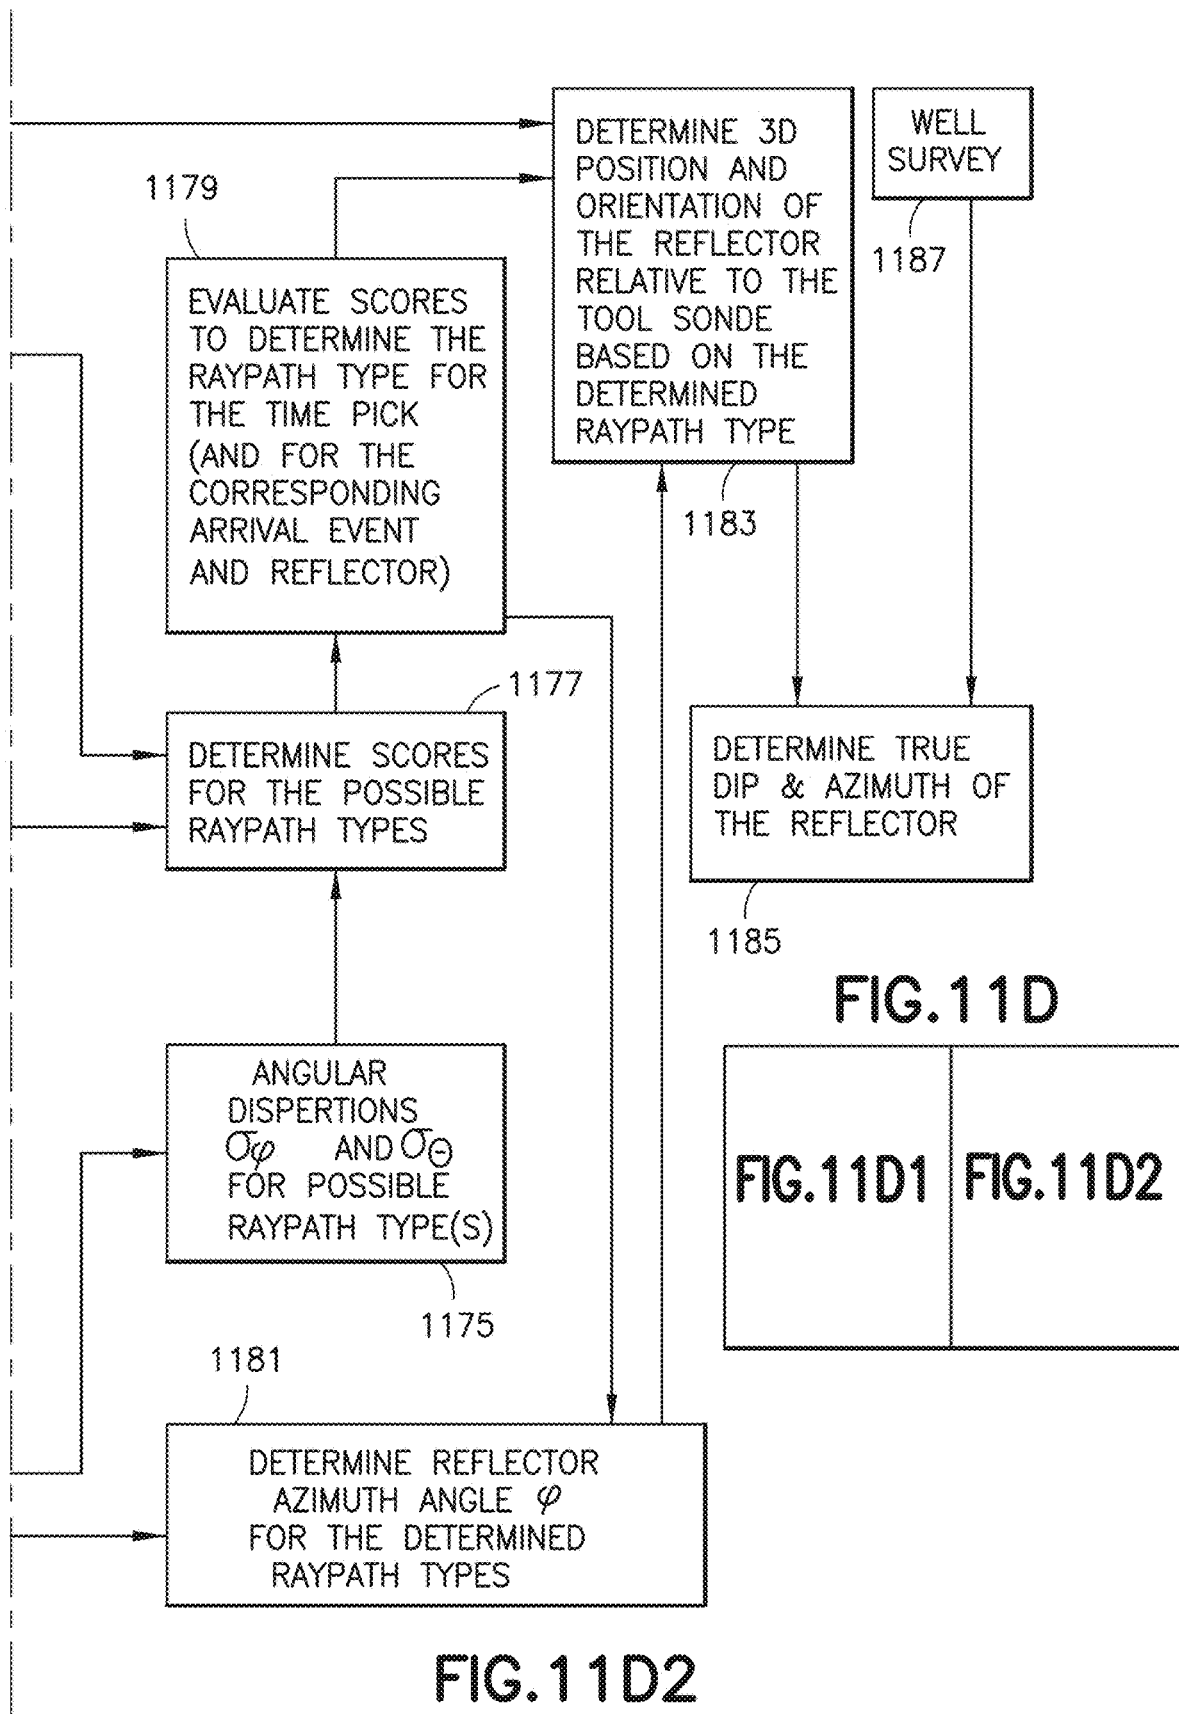 DETERMINE 3D
POSITION AND
ORIENTATION OF
THE REFLECTOR
RELATIVE TO THE
TOOL SONDE
BASED ON THE
DETERMINED
RAYPATH TYPE
1183
WELL
SURVEY
1187
1179
EVALUATE SCORES
TO DETERMINE THE
RAYPATH TYPE FOR
THE TIME PICK
(AND FOR THE
CORRESPONDING
ARRIVAL EVENT
AND REFLECTOR)
1177
DETERMINE SCORES
FOR THE POSSIBLE
RAYPATH TYPES
DETERMINE TRUE
DIP & AZIMUTH OF
THE REFLECTOR
1185
ANGULAR
DISPERTIONS
σφ AND σΘ
FOR POSSIBLE
RAYPATH TYPE(S)
1175
1181
DETERMINE REFLECTOR
AZIMUTH ANGLE φ
FOR THE DETERMINED
RAYPATH TYPES
FIG.11D
FIG.11D1
FIG.11D2
FIG.11D2